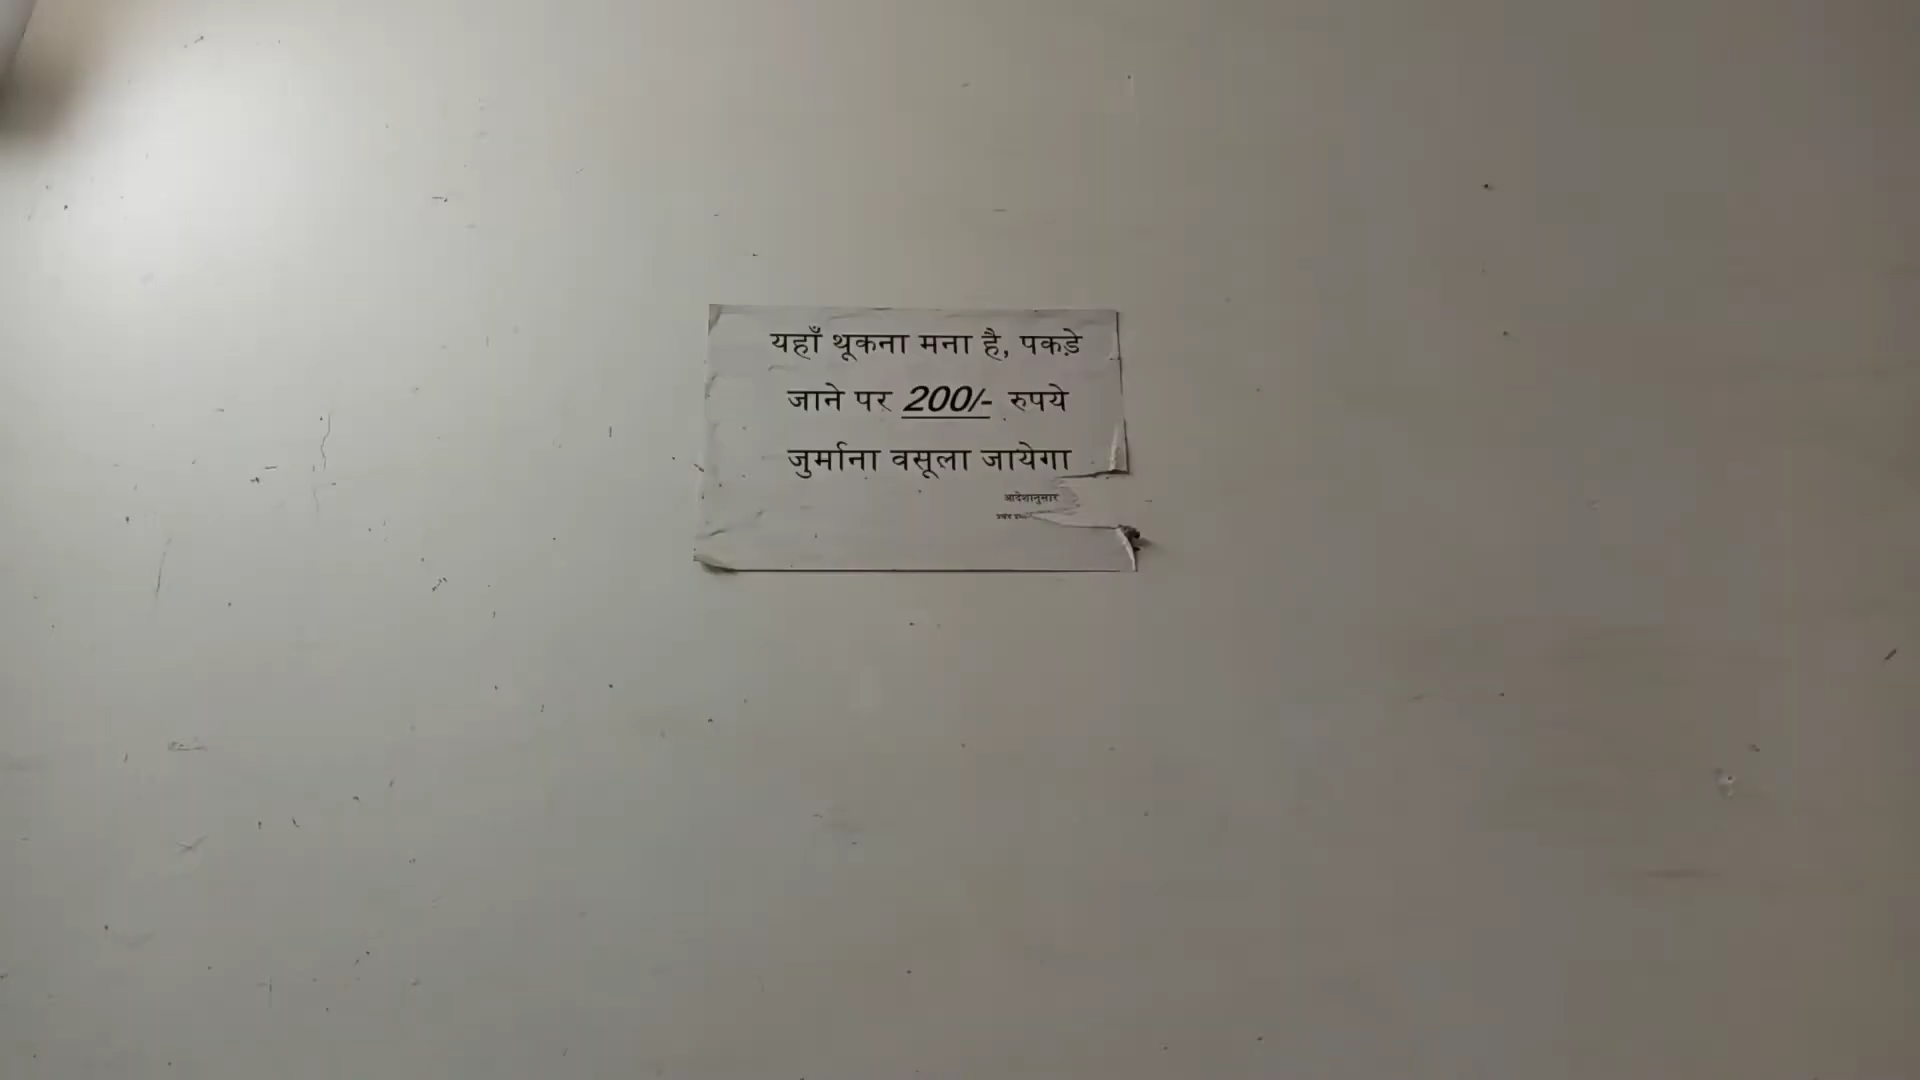 यहाँ थूकना मना है, पकड़े
जाने पर 200/- रुपये
जुर्माना वसूला जायेगा
आदेशानुसार